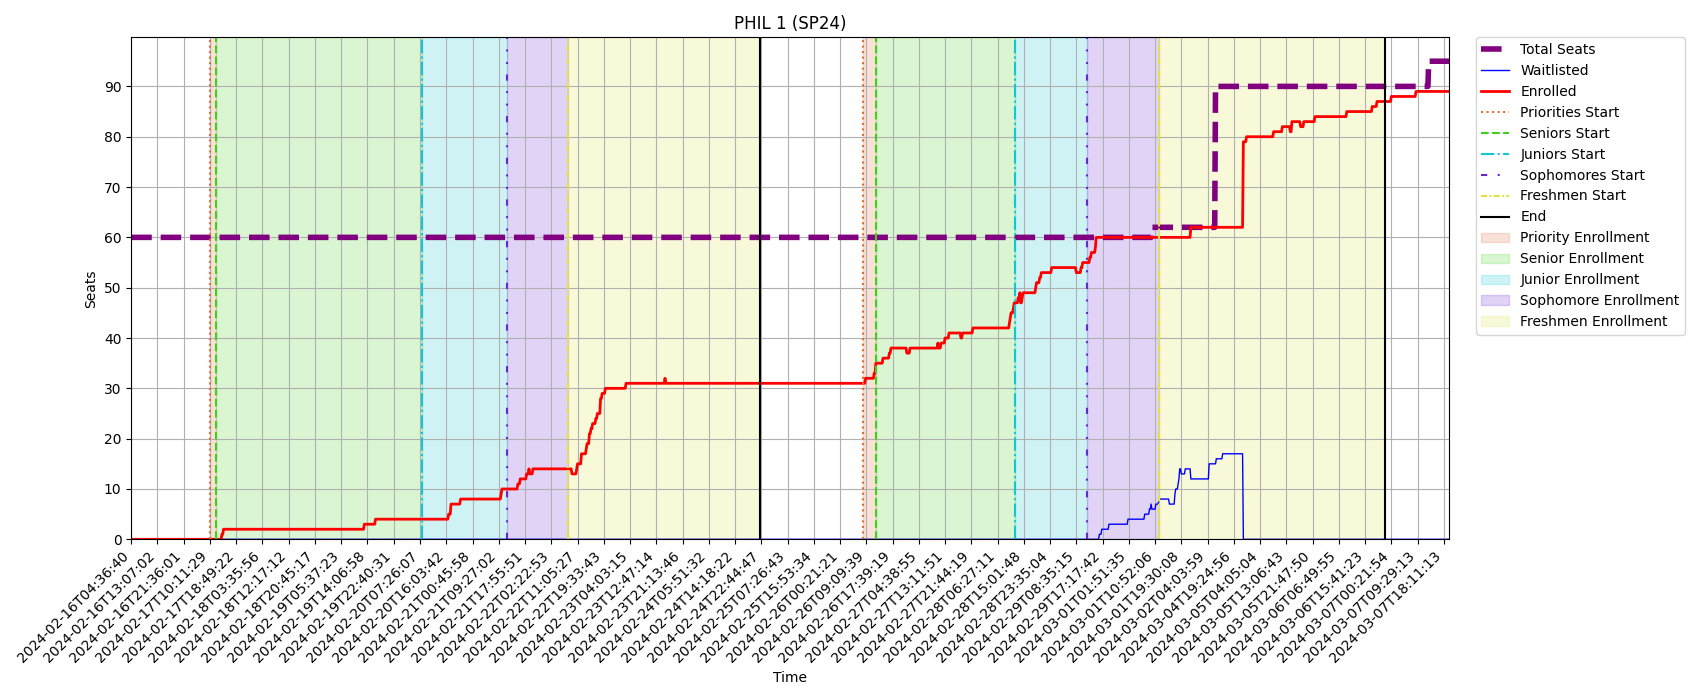 PHIL 1 (SP24)
Seats
90
80
70
60
50
40
30
20
10
0
2024-02-16T04:36:40
2024-02-16T13:07:02
2024-02-16T21:36:01
2024-02-17T10:11:29
2024-02-17T18:49:22
2024-02-18T03:35:56
2024-02-18T12:17:12
2024-02-18T20:45:17
2024-02-19T05:37:23
2024-02-19T14:06:58
2024-02-19T22:40:31
2024-02-20T07:26:07
2024-02-20T16:03:42
2024-02-21T00:45:58
2024-02-21T09:27:02
2024-02-21T17:55:51
2024-02-22T02:22:53
2024-02-22T11:05:27
2024-02-22T19:33:43
2024-02-23T04:03:15
2024-02-23T12:47:14
2024-02-23T21:13:46
2024-02-24T05:51:32
2024-02-24T14:18:22
2024-02-24T22:44:47
2024-02-25T07:26:43
2024-02-25T15:53:34
2024-02-26T00:21:21
2024-02-26T09:09:39
2024-02-26T17:39:19
2024-02-27T04:38:55
2024-02-27T13:11:51
2024-02-27T21:44:19
2024-02-28T06:27:11
2024-02-28T15:01:48
2024-02-28T23:35:04
2024-02-29T08:35:15
2024-02-29T17:17:42
2024-03-01T01:51:35
2024-03-01T10:52:06
2024-03-01T19:30:08
2024-03-02T04:03:59
2024-03-04T19:24:56
2024-03-05T04:05:04
2024-03-05T13:06:43
2024-03-05T21:47:50
2024-03-06T06:49:55
2024-03-06T15:41:23
2024-03-07T00:21:54
2024-03-07T09:29:13
2024-03-07T18:11:13
Time
Total Seats
Waitlisted
Enrolled
Priorities Start
Seniors Start
Juniors Start
Sophomores Start
Freshmen Start
End
Priority Enrollment
Senior Enrollment
Junior Enrollment
Sophomore Enrollment
Freshmen Enrollment